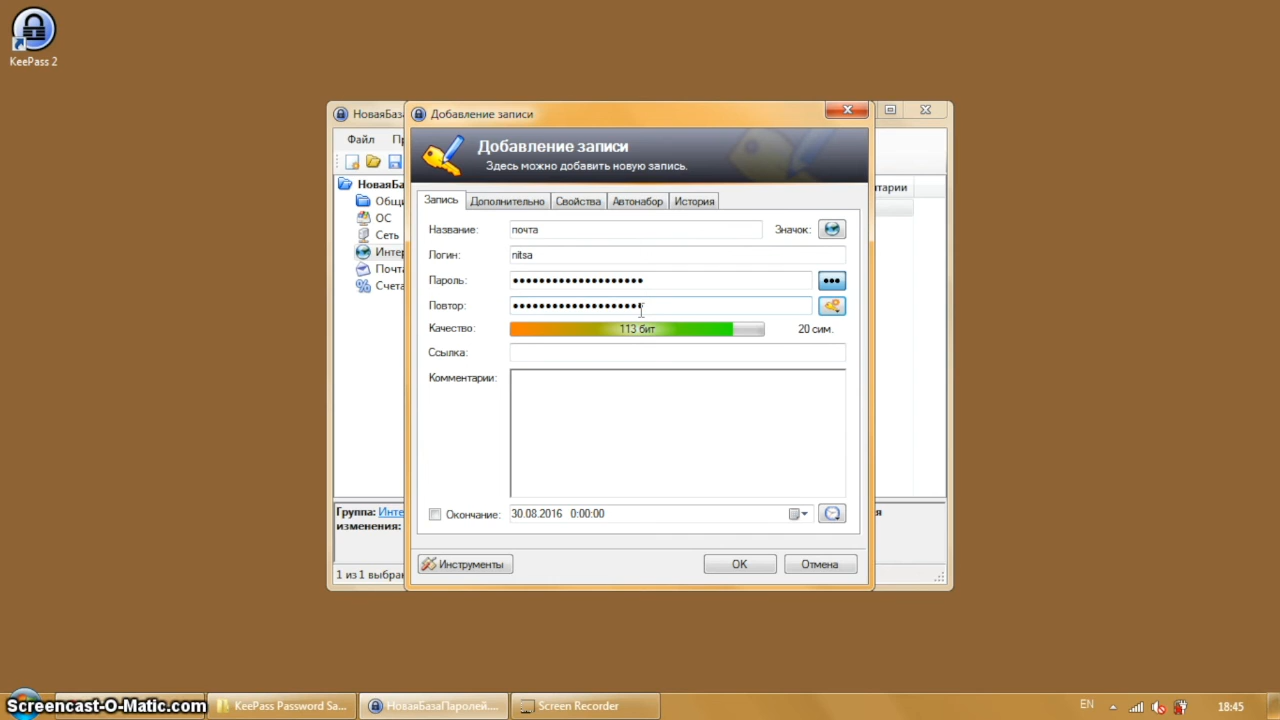 KeePass 2
НоваяБаз
Добавление записи
Файл
Добавление записи
Здесь можно добавить новую запись.
НоваяБа
тарии
Запись
Дополнительно
Свойства
Автонабор
История
Общи
ОС
Сеть
Интер
Почта
Счета
Название:
почта
Значок:
Логин:
nitsa
Пароль:
••••••••••••••••••••
Повтор:
••••••••••••••••••••
Качество:
113 бит
20 сим.
Ссылка:
Комментарии:
Группа: Инте
изменения:
Окончание:
30.08.2016 0:00:00
Инструменты
OK
Отмена
1 из 1 выбран
Screencast-O-Matic.com
KeePass Password Sa...
НоваяБазаПаролей....
Screen Recorder
EN
18:45